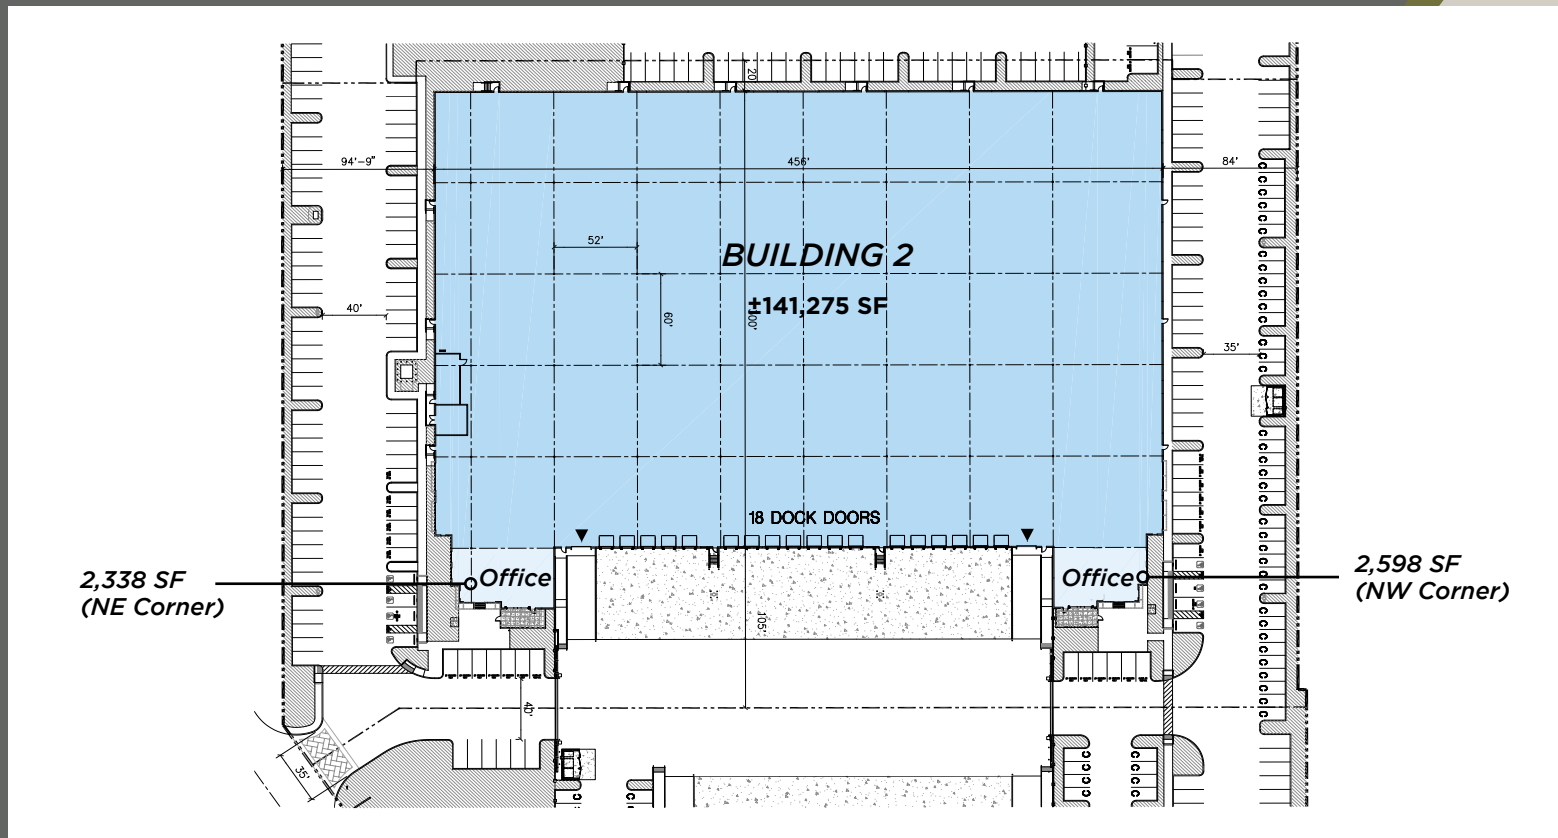 20'
94'-9"
456'
84'
52'
BUILDING 2
±141,275 SF
60'
40'
35'
18 DOCK DOORS
2,338 SF
(NE Corner)
Office
Office
2,598 SF
(NW Corner)
105'
40'
35'